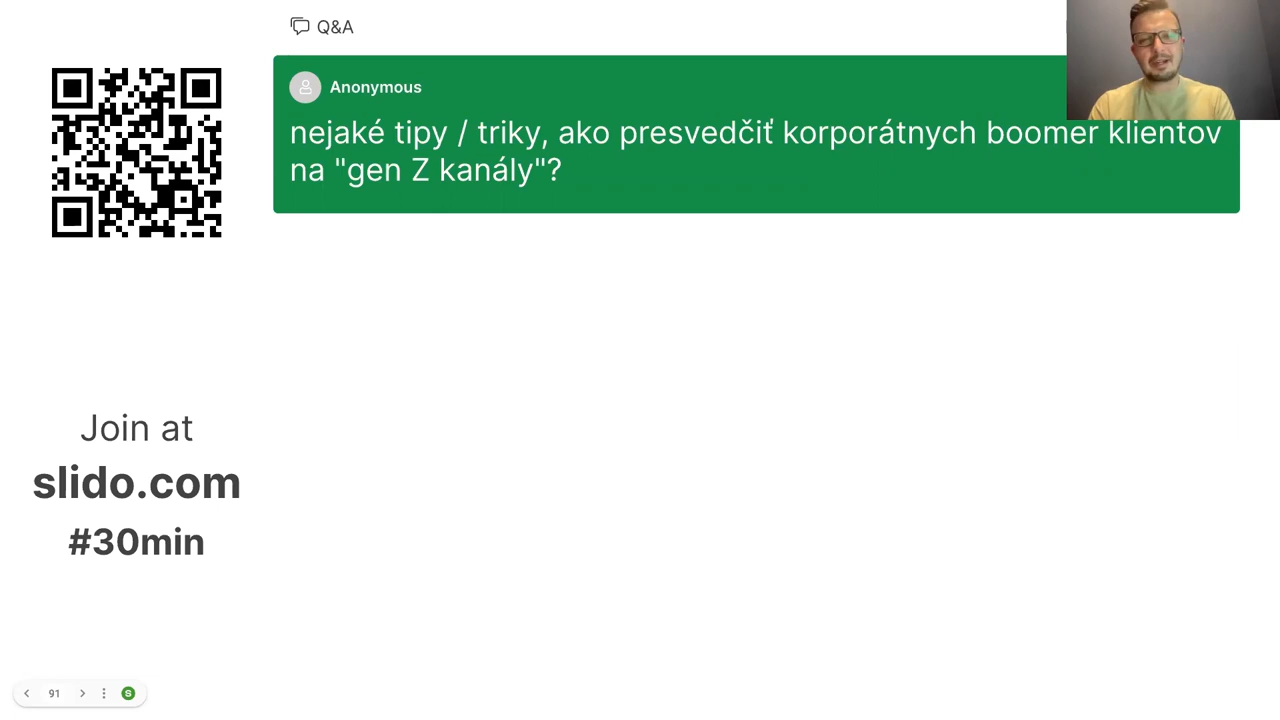 Q&A
Anonymous
nejaké tipy / triky, ako presvedčiť korporátnych boomer klientov
na "gen Z kanály"?
Join at
slido.com
#30min
91
S